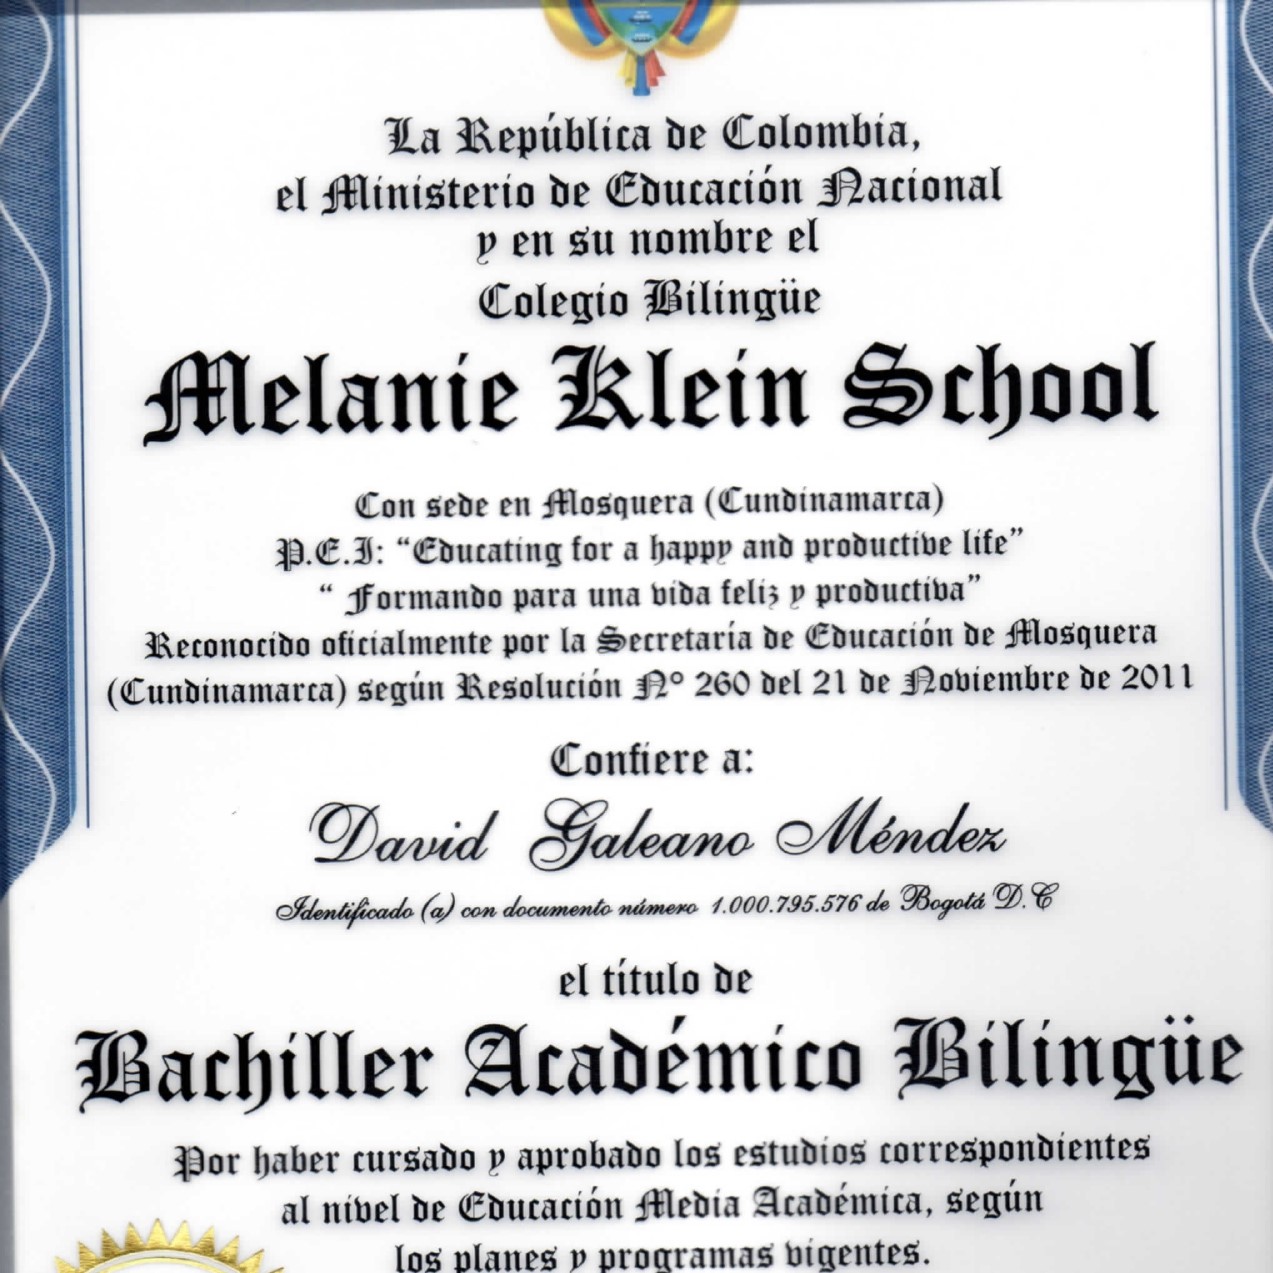 La República de Colombia,
el Ministerio de Educación Nacional
y en su nombre el
Colegio Bilingüe
Melanie Klein School
Con sede en Mosquera (Cundinamarca)
P.E.I: “Educating for a happy and productive life”
“ Formando para una vida feliz y productiva”
Reconocido oficialmente por la Secretaría de Educación de Mosquera
(Cundinamarca) según Resolución Nº 260 del 21 de Noviembre de 2011
Confiere a:
David Galeano Méndez
Identificado (a) con documento número 1.000.795.576 de Bogotá D.C
el título de
Bachiller Académico Bilingüe
Por haber cursado y aprobado los estudios correspondientes
al nivel de Educación Media Académica, según
los planes y programas vigentes.